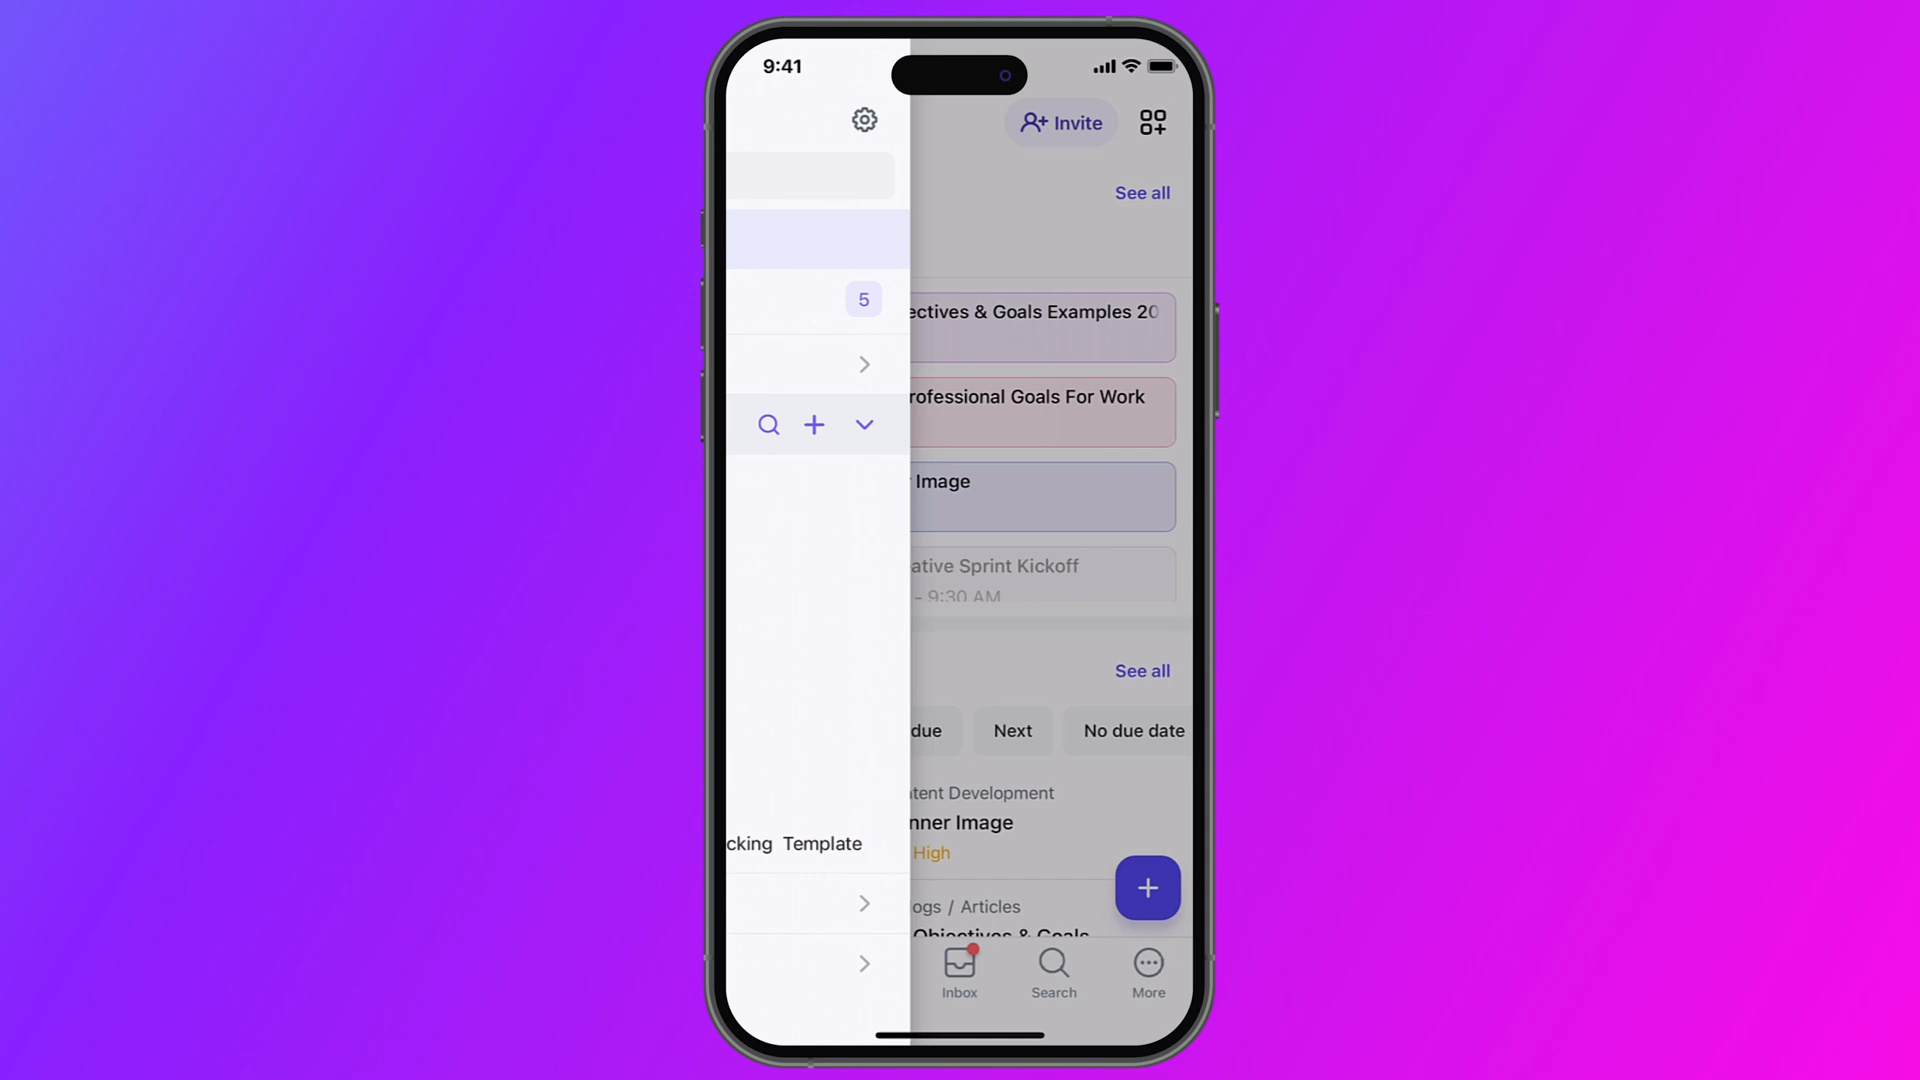 9:41
Invite
See all
5
ectives & Goals Examples 20
rofessional Goals For Work
Image
ative Sprint Kickoff
- 9:30 AM
See all
due
Next
No due date
tent Development
nner Image
High
cking Template
ogs / Articles
Objectives & Goals
Inbox
Search
More